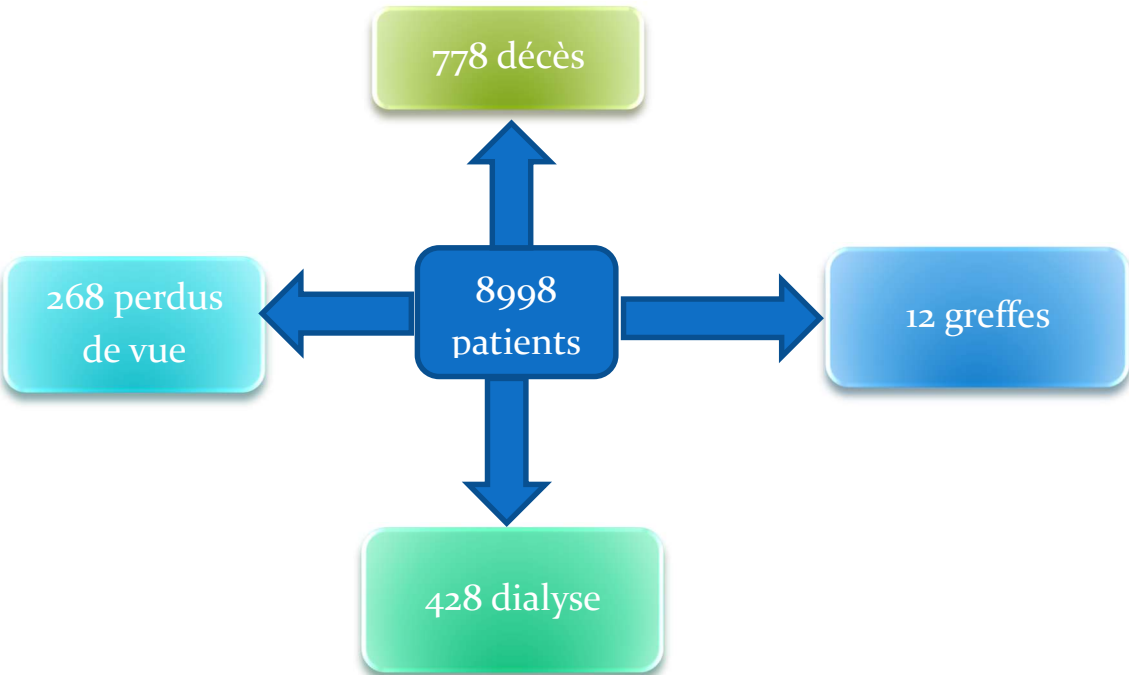 778 décès
268 perdus
de vue
8998
patients
12 greffes
428 dialyse